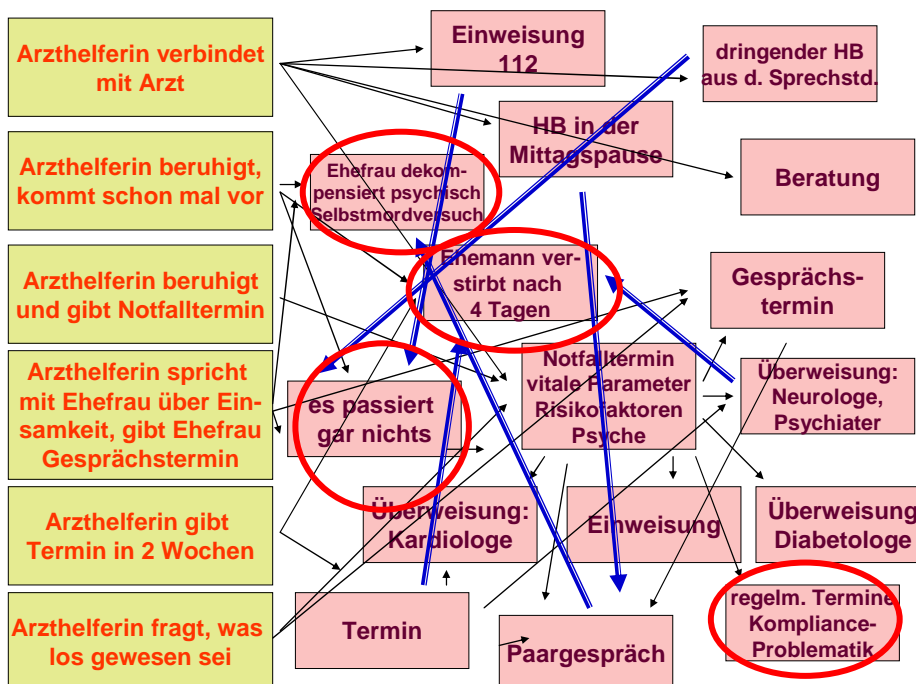 Arzthelferin verbindet
mit Arzt
Arzthelferin beruhigt,
kommt schon mal vor
Arzthelferin beruhigt
und gibt Notfalltermin
Arzthelferin spricht
mit Ehefrau über Ein-
samkeit, gibt Ehefrau
Gesprächstermin
Arzthelferin gibt
Termin in 2 Wochen
Arzthelferin fragt, was
los gewesen sei
Einweisung
112
dringender HB
aus d. Sprechstd.
HB in der
Mittagspause
Ehefrau dekom-
pensiert psychisch
Selbstmordversuch
Beratung
Ehemann ver-
stirbt nach
4 Tagen
Gesprächs-
termin
es passiert
gar nichts
Notfalltermin
vitale Parameter
Risikofaktoren
Psyche
Überweisung:
Neurologe,
Psychiater
Überweisung:
Kardiologe
Einweisung
Überweisung
Diabetologe
Termin
Paargespräch
regelm. Termine
Kompliance-
Problematik